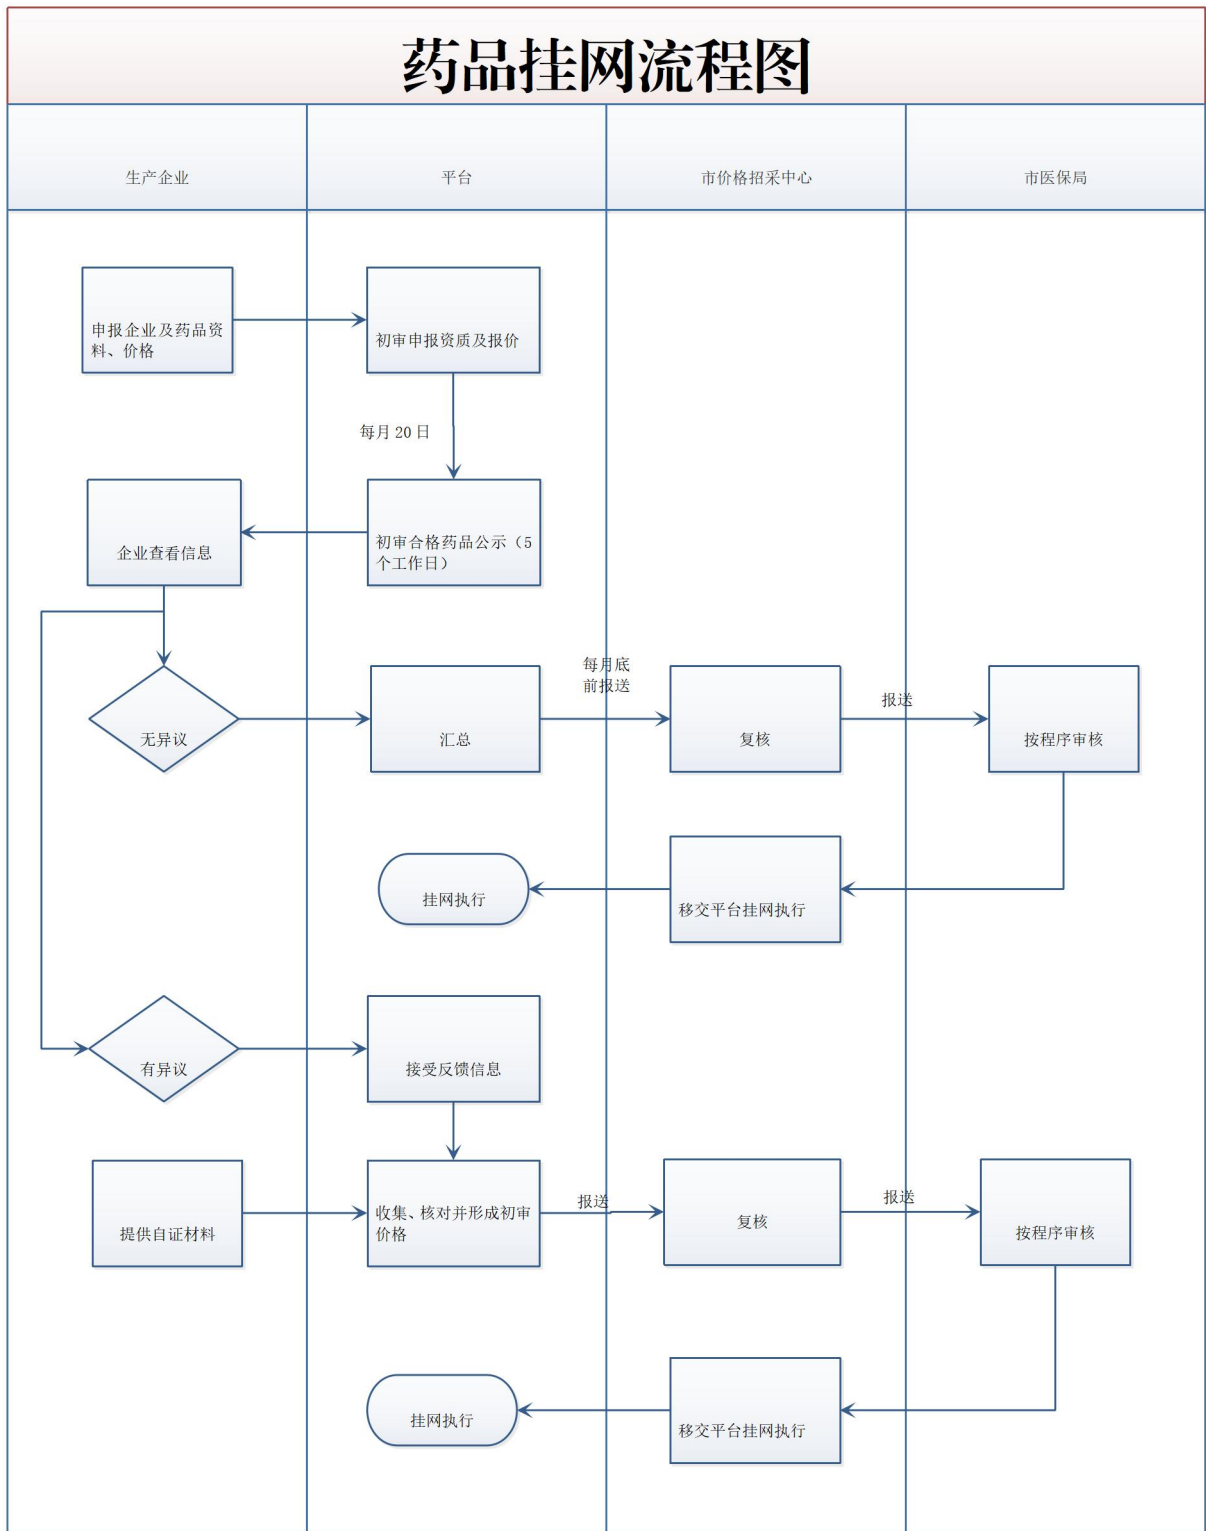 药品挂网流程图
生产企业
平台
市价格招采中心
市医保局
申报企业及药品资
料、价格
初审申报资质及报价
每月 20 日
企业查看信息
初审合格药品公示（5
个工作日）
无异议
汇总
每月底
前报送
复核
报送
按程序审核
挂网执行
移交平台挂网执行
有异议
接受反馈信息
提供自证材料
收集、核对并形成初审
价格
报送
复核
报送
按程序审核
挂网执行
移交平台挂网执行